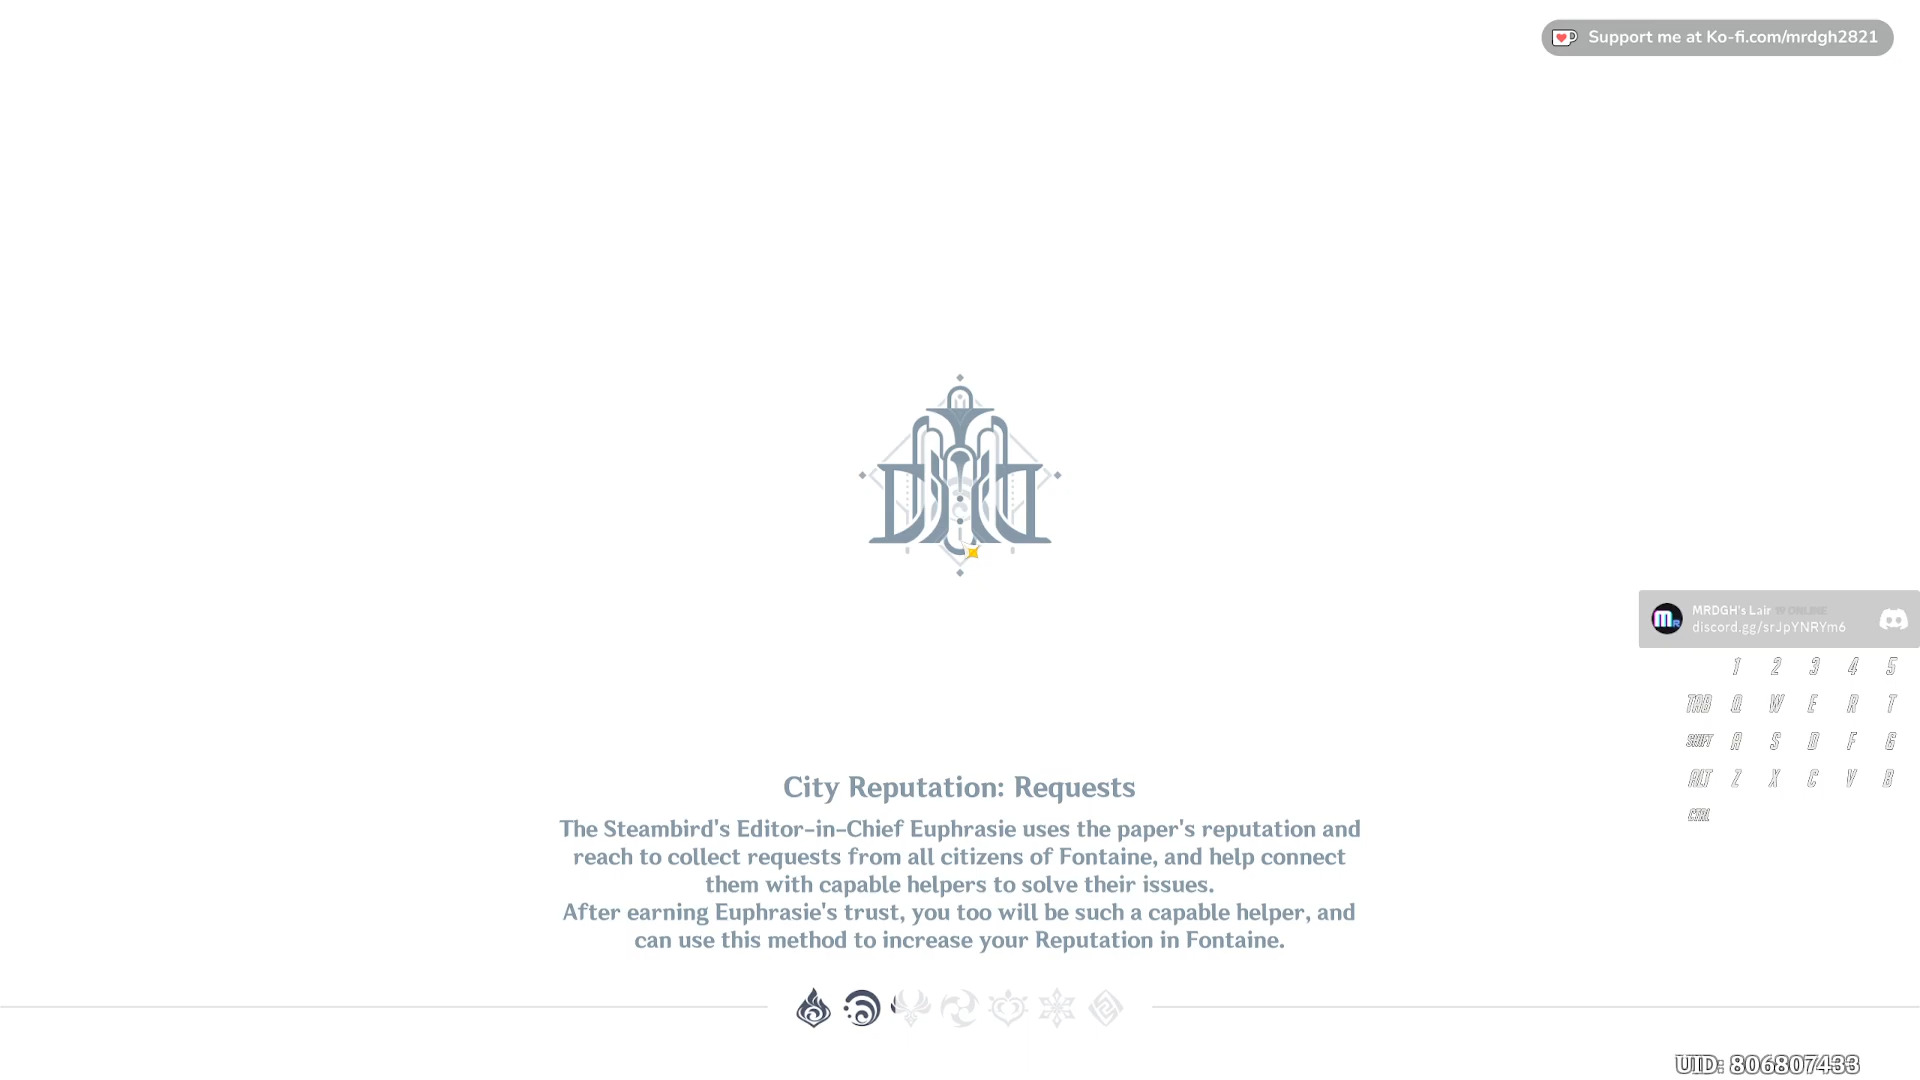 Support me at Ko-fi.com/mrdgh2821
MRDGH's Lair 19 ONLINE
discord.gg/srJpYNRYm6
1 2 3 4 5
TAB Q W E R T
SHIFT A S D F G
ALT Z X C V B
CTRL
City Reputation: Requests
The Steambird's Editor-in-Chief Euphrasie uses the paper's reputation and
reach to collect requests from all citizens of Fontaine, and help connect
them with capable helpers to solve their issues.
After earning Euphrasie's trust, you too will be such a capable helper, and
can use this method to increase your Reputation in Fontaine.
UID: 806807433